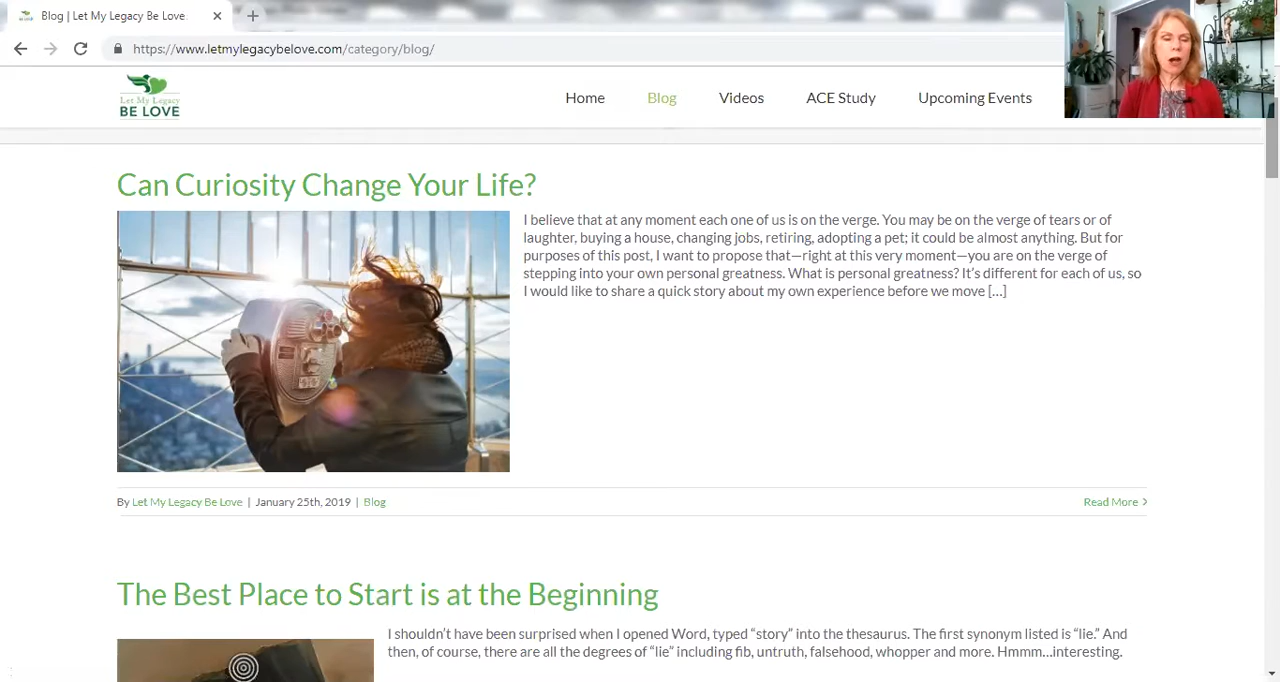 Blog | Let My Legacy Be Love
https://www.letmylegacybelove.com/category/blog/
Let My Legacy
BE LOVE
Home Blog Videos ACE Study Upcoming Events
Can Curiosity Change Your Life?
I believe that at any moment each one of us is on the verge. You may be on the verge of tears or of
laughter, buying a house, changing jobs, retiring, adopting a pet; it could be almost anything. But for
purposes of this post, I want to propose that—right at this very moment—you are on the verge of
stepping into your own personal greatness. What is personal greatness? It's different for each of us, so
I would like to share a quick story about my own experience before we move [...]
By Let My Legacy Be Love | January 25th, 2019 | Blog
Read More
The Best Place to Start is at the Beginning
I shouldn't have been surprised when I opened Word, typed “story” into the thesaurus. The first synonym listed is “lie.” And
then, of course, there are all the degrees of “lie” including fib, untruth, falsehood, whopper and more. Hmmm...interesting.